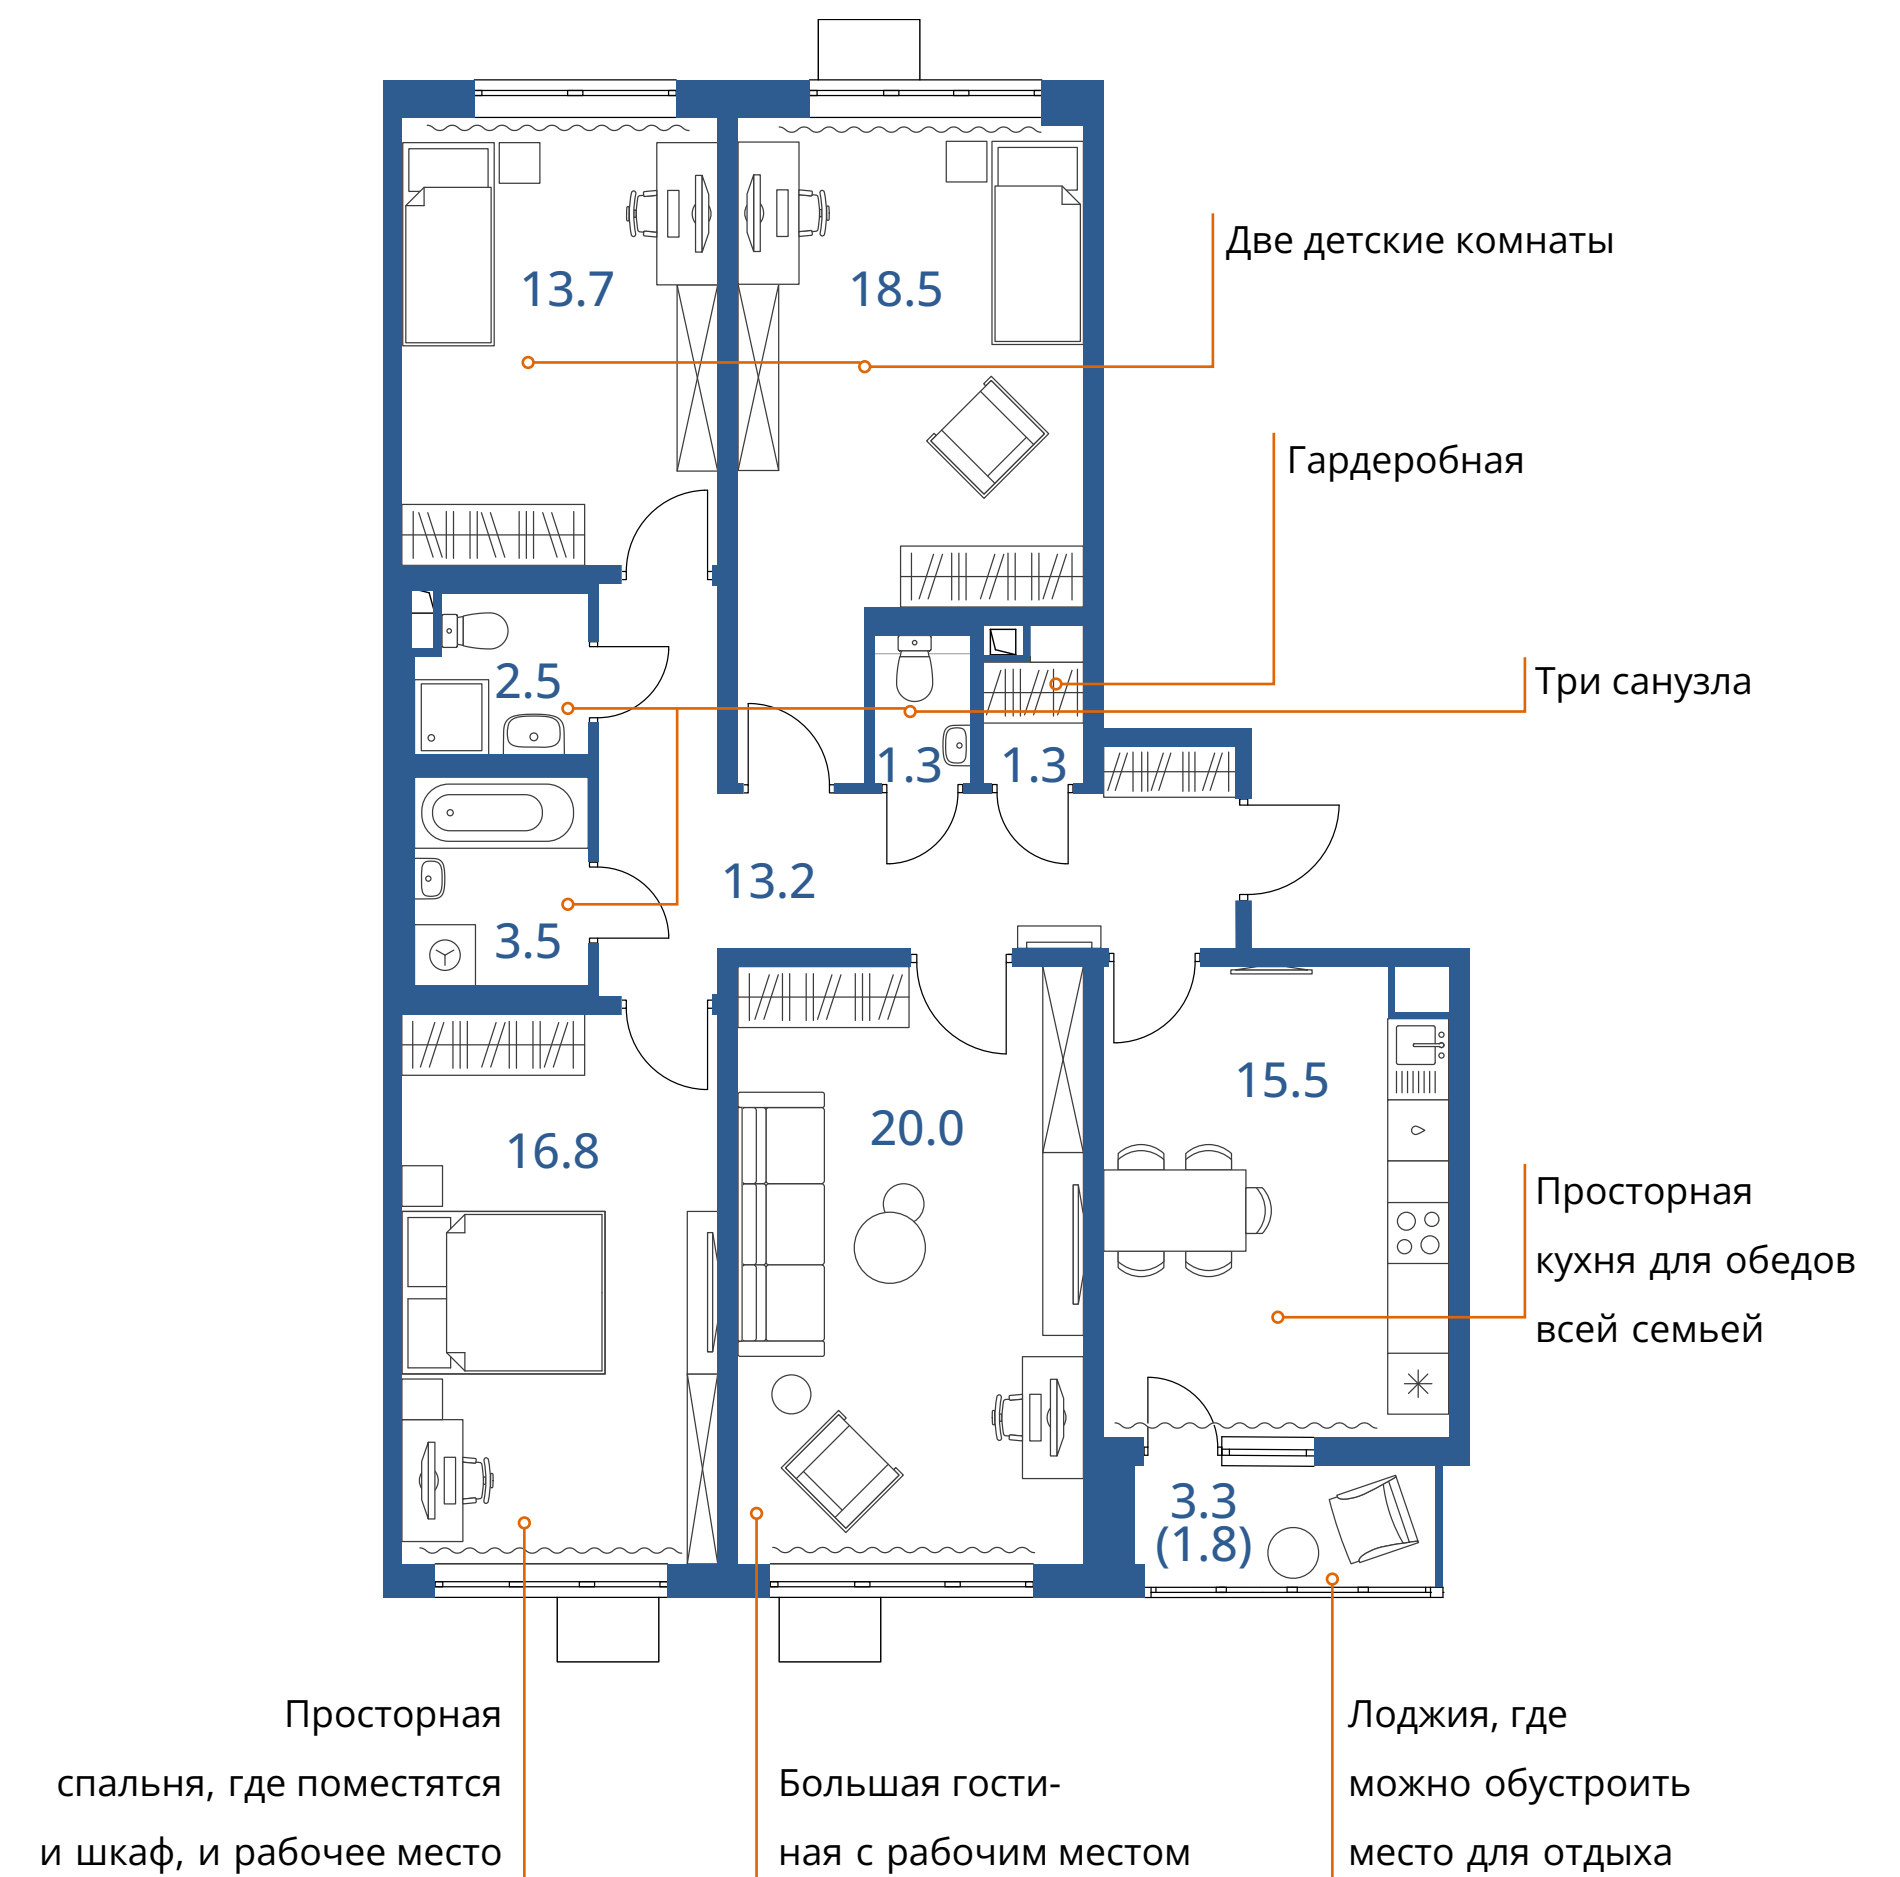 Две детские комнаты
13.7
18.5
Гардеробная
2.5
Три санузла
1.3
1.3
13.2
3.5
15.5
20.0
16.8
Просторная
кухня для обедов
всей семьей
3.3
(1.8)
Просторная
спальня, где поместятся
и шкаф, и рабочее место
Большая гости-
ная с рабочим местом
Лоджия, где
можно обустроить
место для отдыха